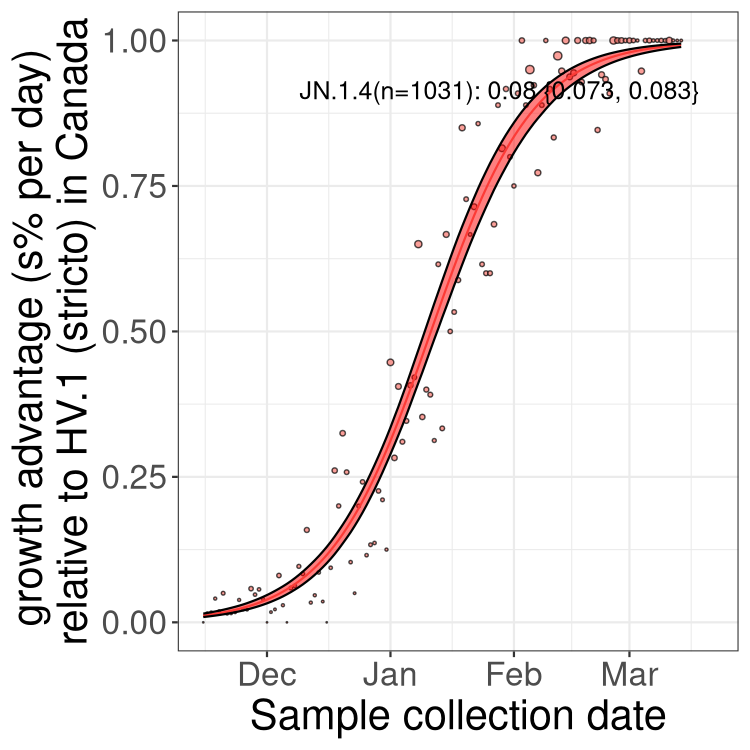 growth advantage (s% per day)
relative to HV.1 (stricto) in Canada
1.00
0.75
0.50
0.25
0.00
JN.1.4(n=1031): 0.08 {0.073, 0.083}
Dec Jan Feb Mar
Sample collection date